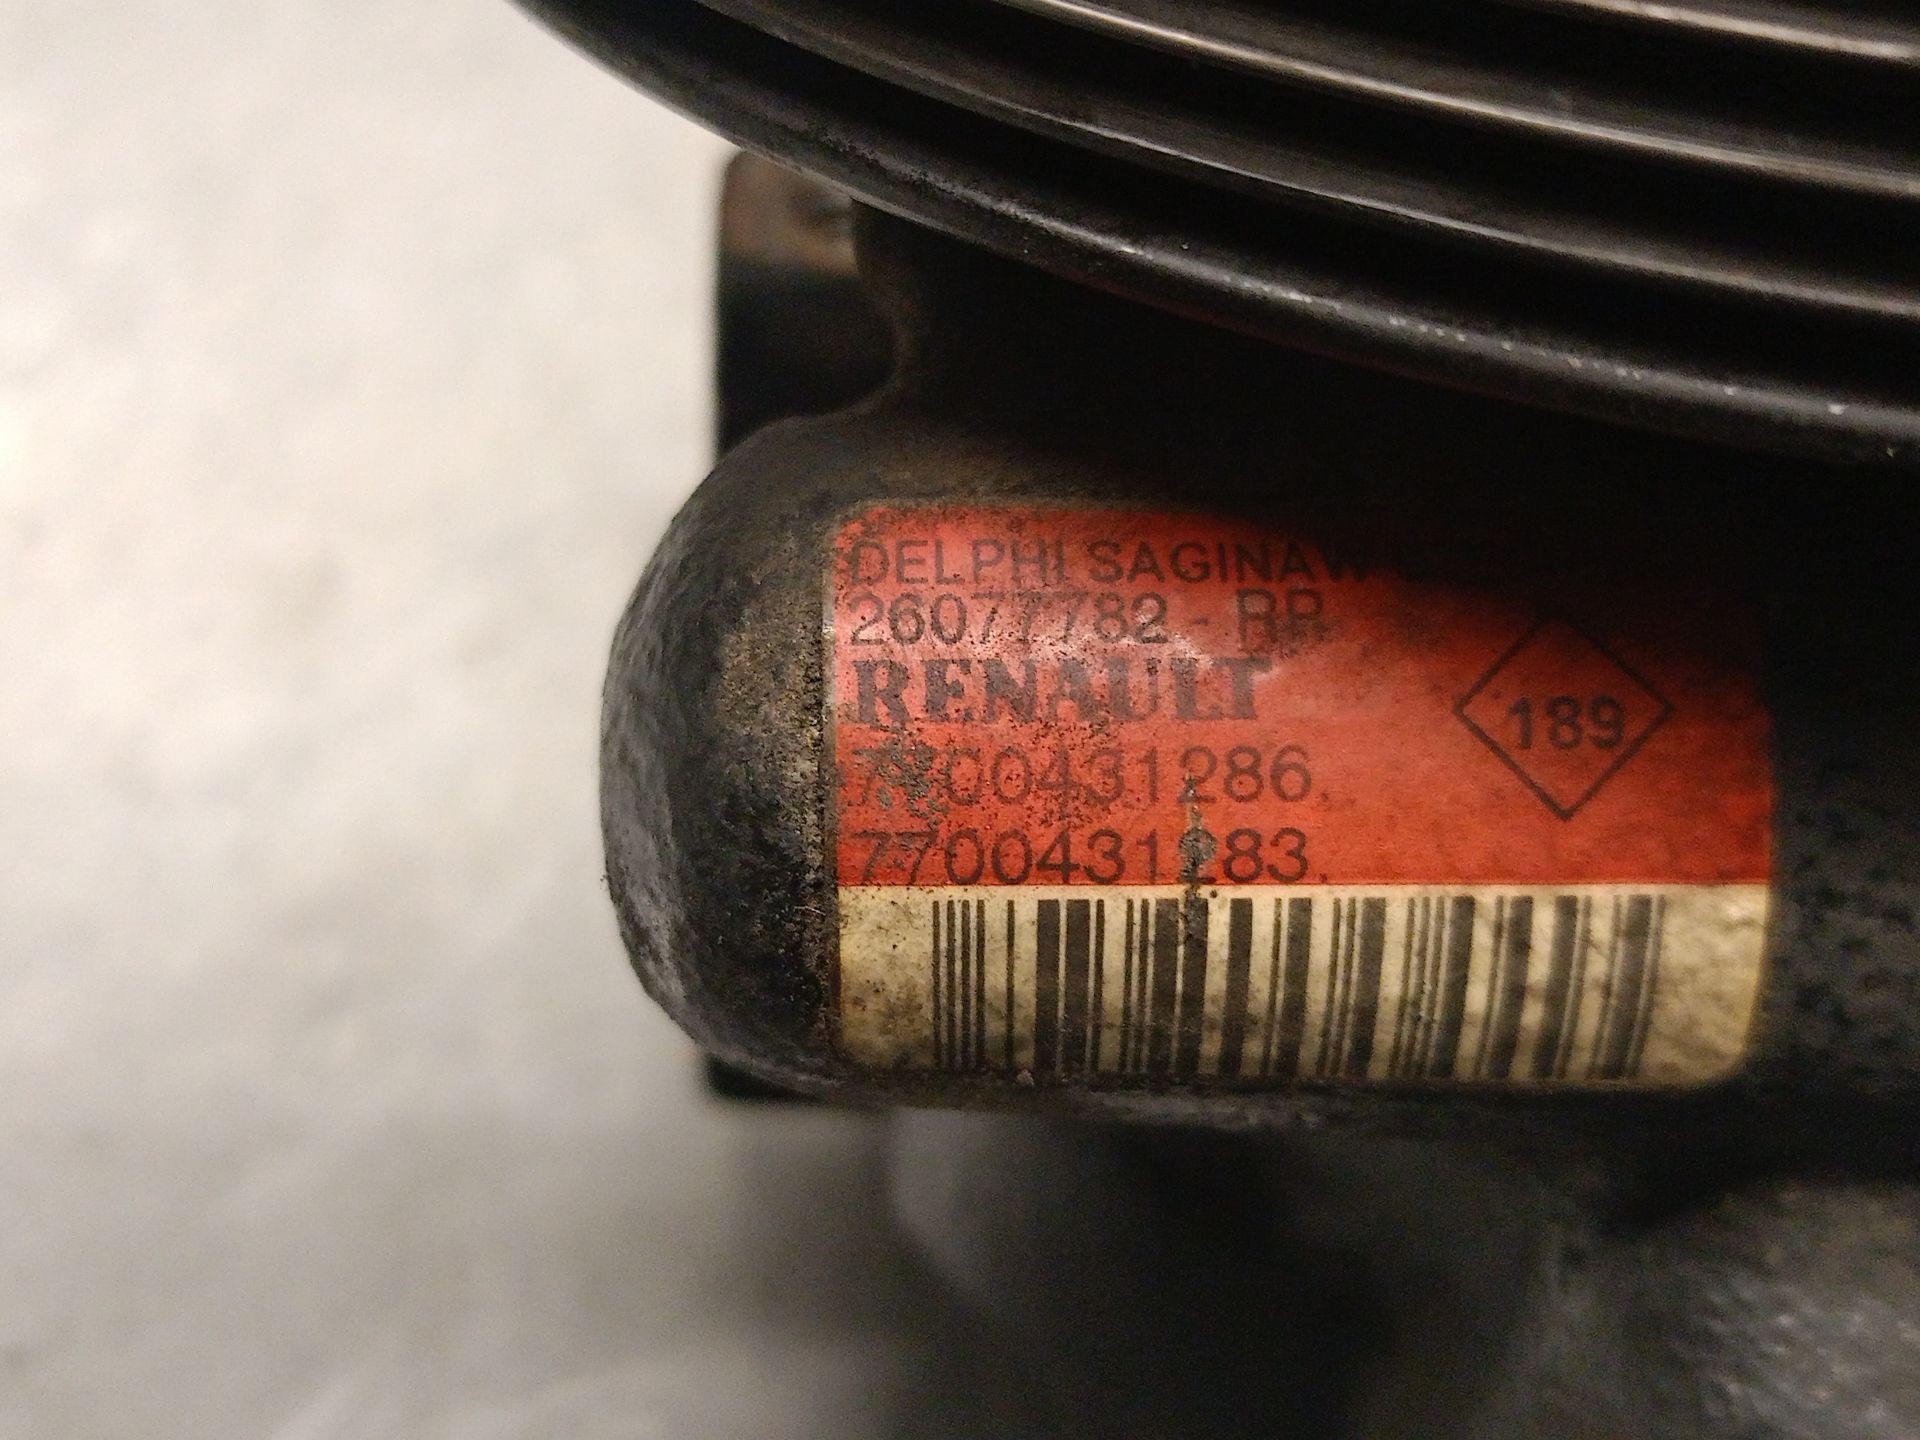 DELPHI SAGINAW
26077782 - RP
RENAULT
189
7700431286.
7700431283.